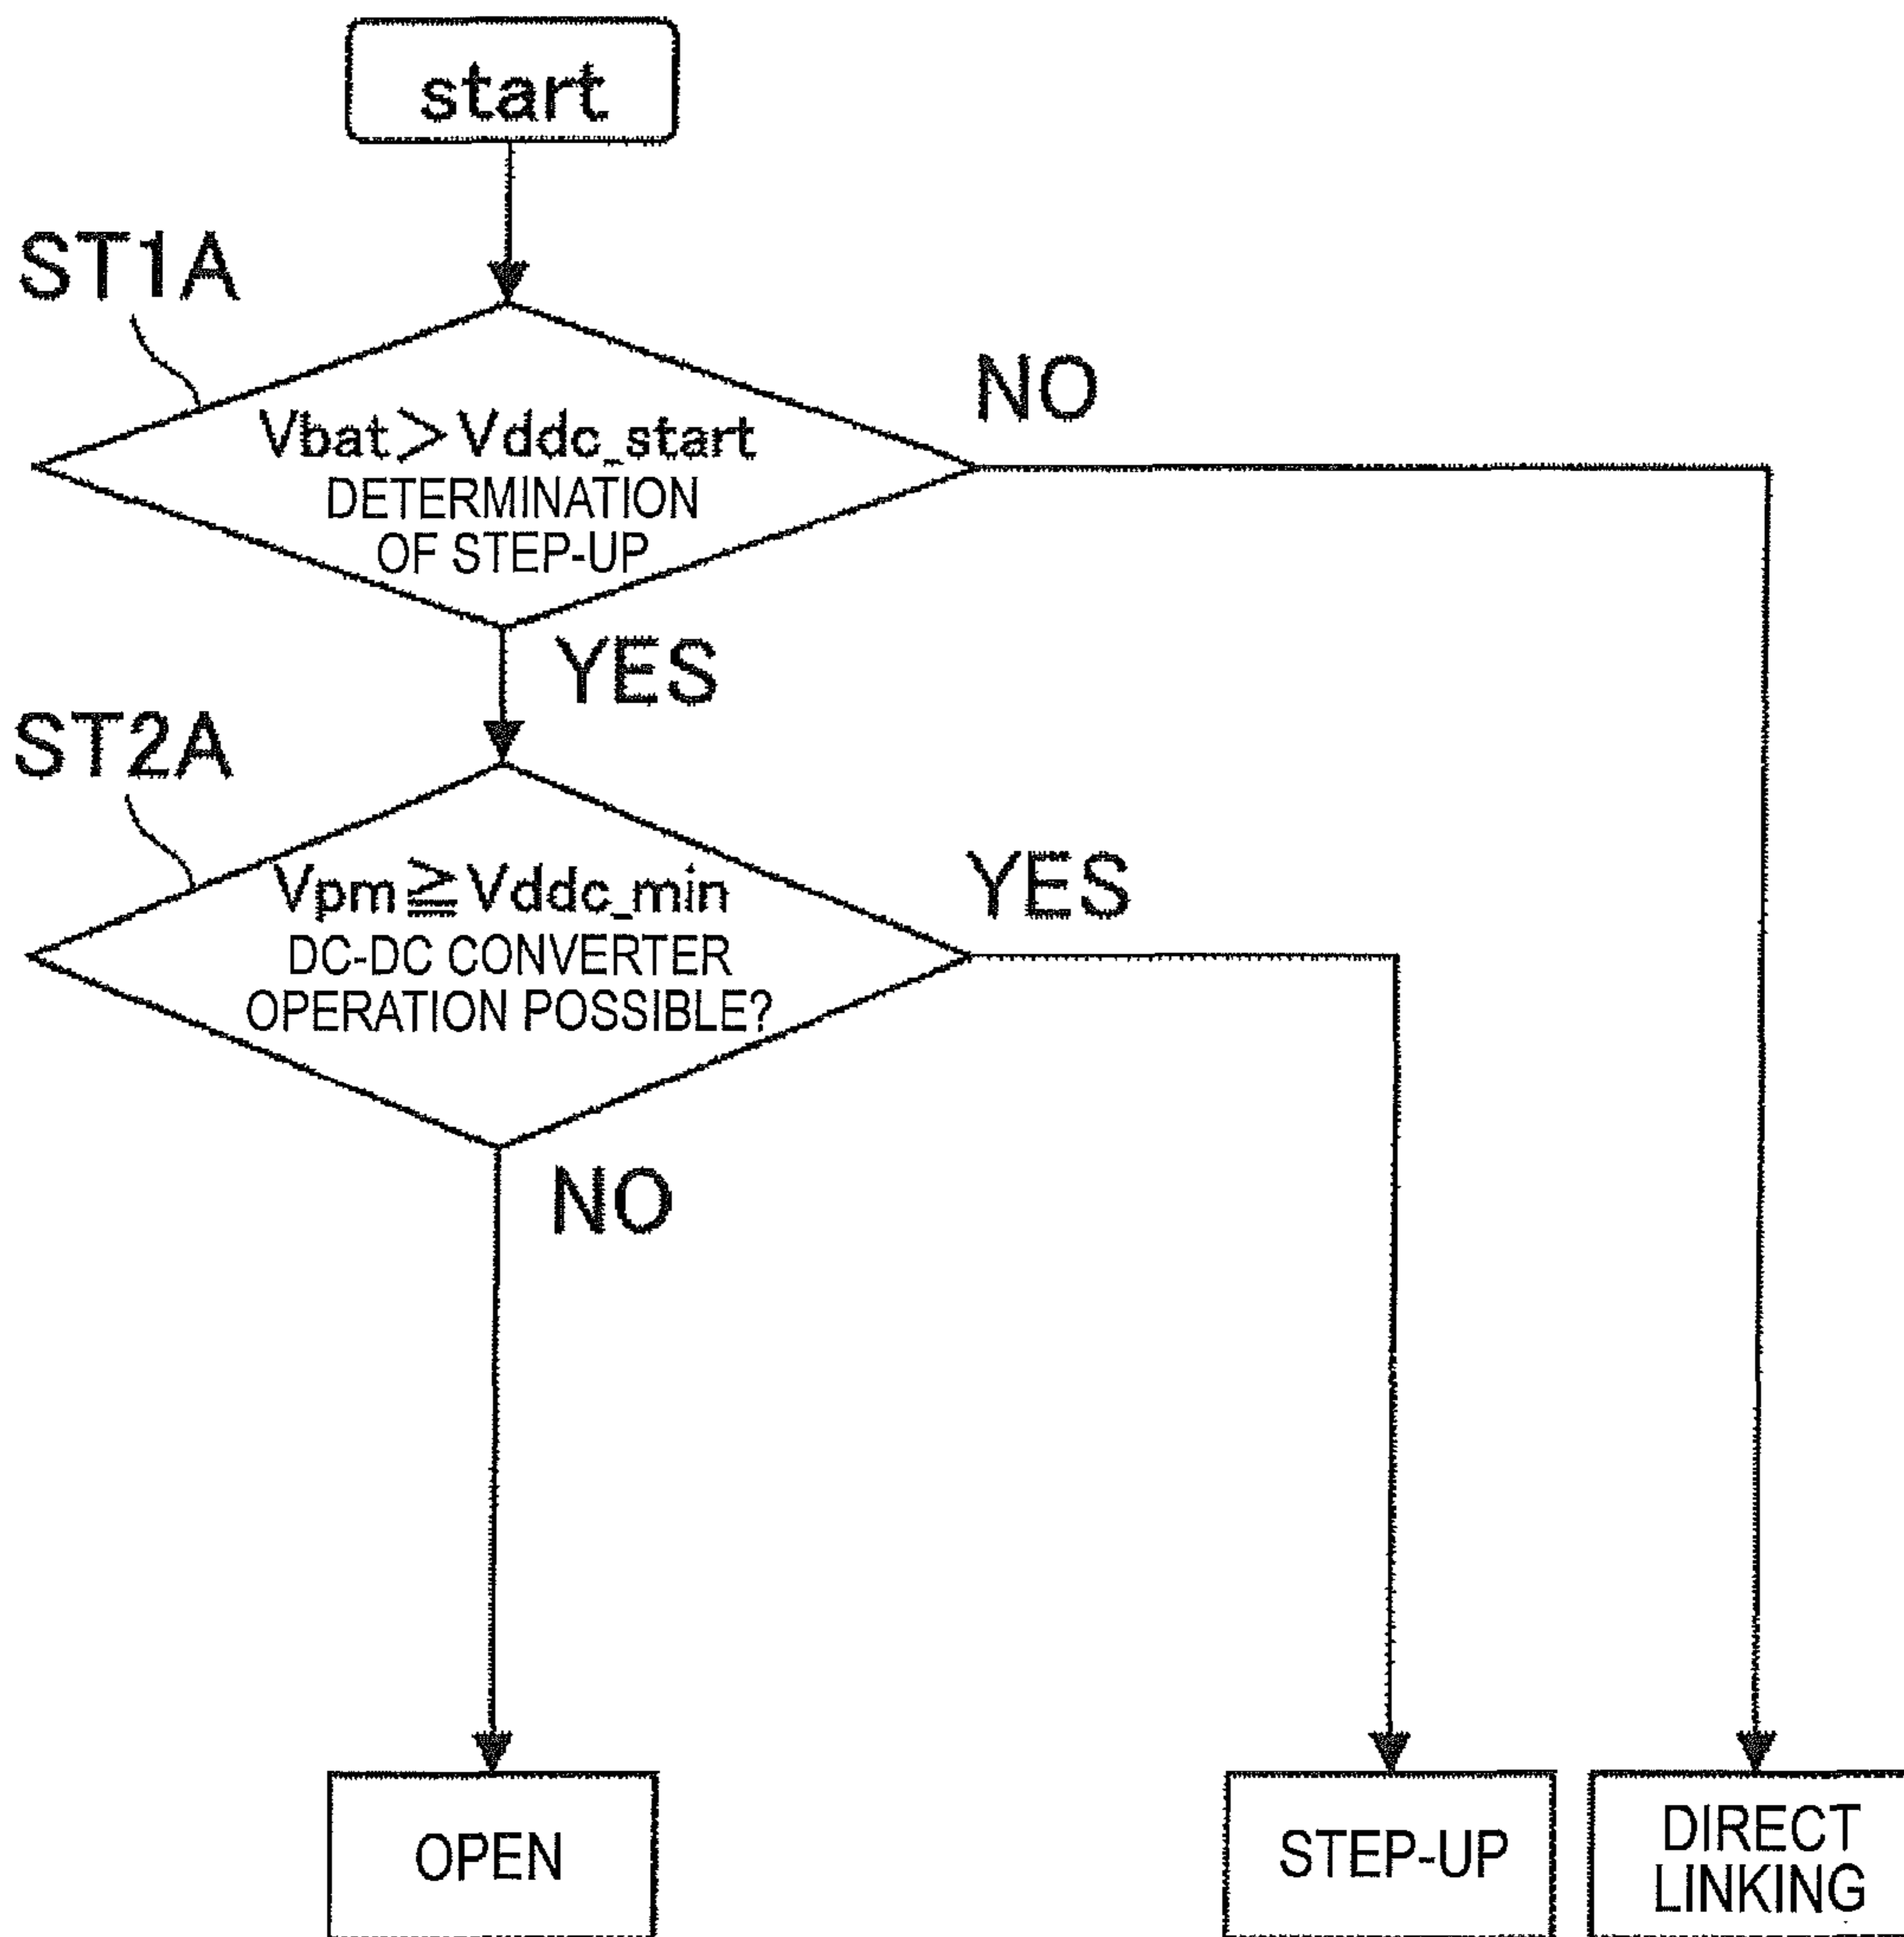 start
ST1A
NO
Vbat＞Vddc_start
DETERMINATION
OF STEP-UP
YES
ST2A
YES
Vpm≧Vddc_min
DC-DC CONVERTER
OPERATION POSSIBLE?
NO
OPEN
STEP-UP
DIRECT
LINKING